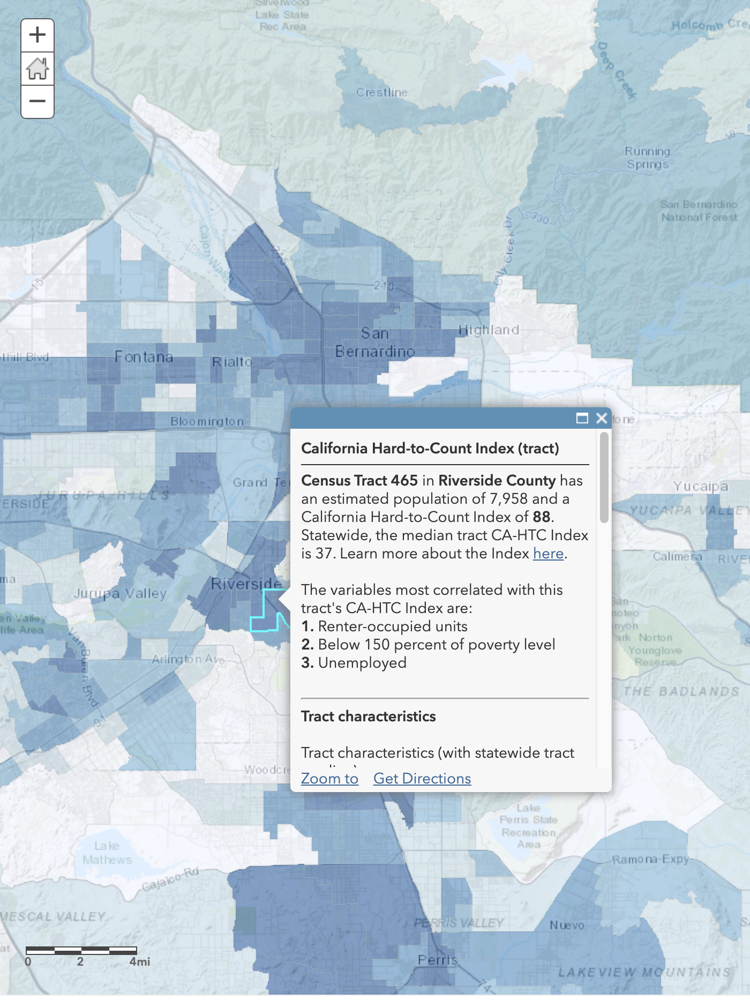 Silverwood
Lake State
Rec Area
Holcomb Cre
Deep Creek
Crestline
Running
Springs
18
San Bernardino
National Forest
330
City Creek Dr
Cajon Wash
215
15
210
San
Bernardino
Highland
thill-Blvd
Fontana
Rialto
Bloomington
tone
Grand Te
JURUPA HILLS
ERSIDE
Yucaipa
YUCAIPA VALLEY
Calimesa
RIVE
ma
Riverside
Jurupa Valley
en Valley
life Area
Van Buren Blvd
Arlington Ave
91
San
moteo
nyon
Park
Norton
Younglove
Reserve
THE BADLANDS
Woodcre
California Hard-to-Count Index (tract)
Census Tract 465 in Riverside County has
an estimated population of 7,958 and a
California Hard-to-Count Index of 88.
Statewide, the median tract CA-HTC Index
is 37. Learn more about the Index here.
The variables most correlated with this
tract's CA-HTC Index are:
1. Renter-occupied units
2. Below 150 percent of poverty level
3. Unemployed
Tract characteristics
Tract characteristics (with statewide tract
Zoom to Get Directions
Lake
Perris State
Recreation
Area
Lake
Mathews
Cajalco Rd
Ramona-Expy
MESCAL VALLEY
PERRIS VALLEY
Nuevo
at
Perris
LAKEVIEW MOUNTAINS
74
0 2 4mi